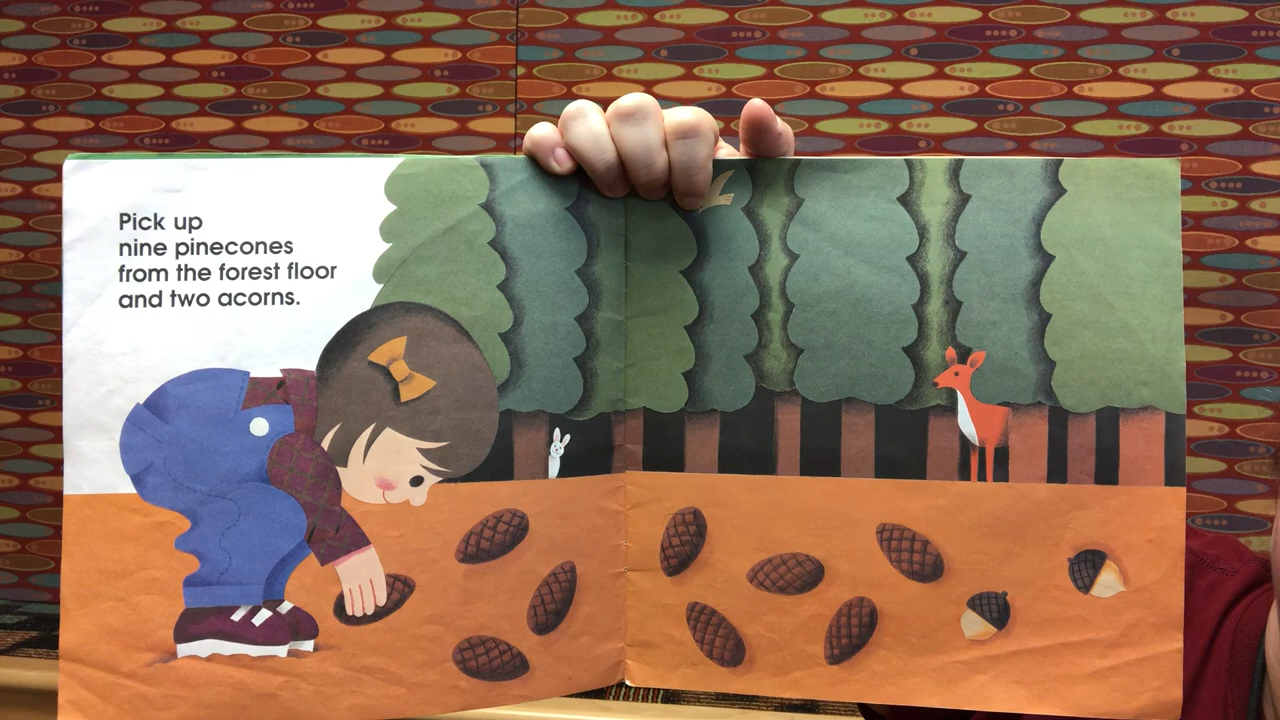 Pick up
nine pinecones
from the forest floor
and two acorns.